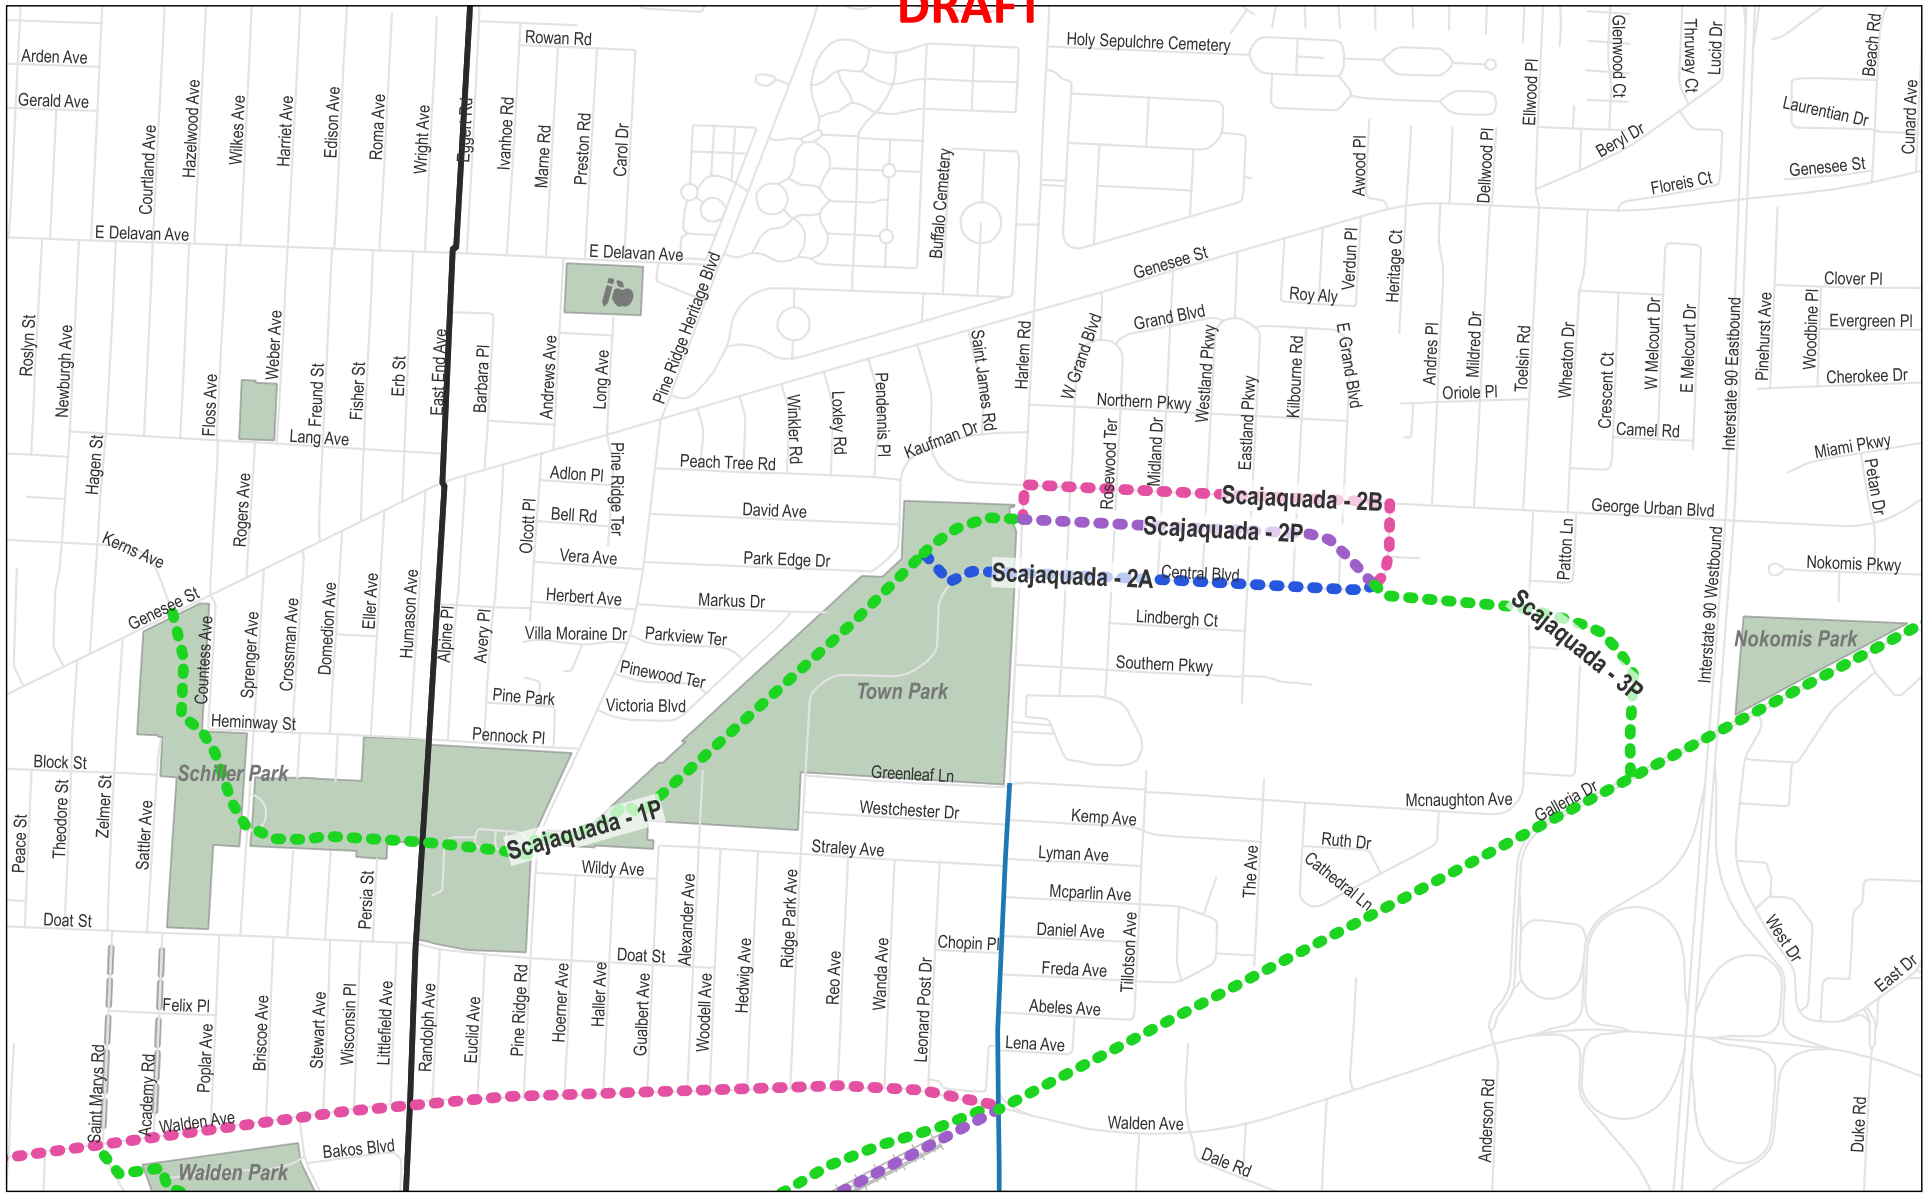 DRAFT
Rowan Rd
Holy Sepulchre Cemetery
Arden Ave
Gerald Ave
Courtland Ave
Hazelwood Ave
Wilkes Ave
Harriet Ave
Edison Ave
Roma Ave
Wright Ave
Eggert Rd
Ivanhoe Rd
Marne Rd
Preston Rd
Carol Dr
Buffalo Cemetery
Awood Pl
Dellwood Pl
Ellwood Pl
Glenwood Ct
Thruway Ct
Lucid Dr
Beach Rd
Cunard Ave
Laurentian Dr
Beryl Dr
Floreis Ct
Genesee St
E Delavan Ave
E Delavan Ave
Pine Ridge Heritage Blvd
Genesee St
Roy Aly
Verdun Pl
Heritage Ct
Clover Pl
Evergreen Pl
Cherokee Dr
Woodbine Pl
Pinehurst Ave
Interstate 90 Eastbound
E Melcourt Dr
W Melcourt Dr
Crescent Ct
Camel Rd
Wheaton Dr
Toelsin Rd
Mildred Dr
Andres Pl
Oriole Pl
E Grand Blvd
Kilbourne Rd
Eastland Pkwy
Westland Pkwy
Grand Blvd
W Grand Blvd
Northern Pkwy
Harlem Rd
Saint James Rd
Kaufman Dr
Pendennis Pl
Loxley Rd
Winkler Rd
Peach Tree Rd
Roslyn St
Newburgh Ave
Hagen St
Floss Ave
Weber Ave
Freund St
Fisher St
Erb St
East End Ave
Barbara Pl
Andrews Ave
Long Ave
Lang Ave
Rogers Ave
Adlon Pl
Pine Ridge Ter
Olcott Pl
Bell Rd
Vera Ave
Herbert Ave
Villa Moraine Dr
David Ave
Park Edge Dr
Markus Dr
Parkview Ter
Pinewood Ter
Victoria Blvd
Rosewood Ter
Midland Dr
Scajaquada - 2B
Scajaquada - 2P
Scajaquada - 2A
Central Blvd
Lindbergh Ct
Southern Pkwy
George Urban Blvd
Patton Ln
Miami Pkwy
Petan Dr
Nokomis Pkwy
Interstate 90 Westbound
Nokomis Park
Scajaquada - 3P
Kerns Ave
Genesee St
Countess Ave
Sprenger Ave
Crossman Ave
Domedion Ave
Eller Ave
Humason Ave
Alpine Pl
Avery Pl
Pine Park
Pennock Pl
Heminway St
Block St
Schiller Park
Town Park
Greenleaf Ln
Westchester Dr
Scajaquada - 1P
Straley Ave
Wildy Ave
Peace St
Theodore St
Zelmer St
Sattler Ave
Persia St
Doat St
Doat St
Kemp Ave
Lyman Ave
Mcparlin Ave
Daniel Ave
Freda Ave
Abeles Ave
Lena Ave
Tillotson Ave
The Ave
Ruth Dr
Cathedral Ln
Mcnaughton Ave
Galleria Dr
West Dr
East Dr
Chopin Pl
Felix Pl
Saint Marys Rd
Academy Rd
Poplar Ave
Briscoe Ave
Stewart Ave
Wisconsin Pl
Littlefield Ave
Randolph Ave
Euclid Ave
Pine Ridge Rd
Hoerner Ave
Haller Ave
Gualbert Ave
Alexander Ave
Woodell Ave
Hedwig Ave
Ridge Park Ave
Reo Ave
Wanda Ave
Leonard Post Dr
Walden Ave
Bakos Blvd
Walden Park
Walden Ave
Dale Rd
Anderson Rd
Duke Rd